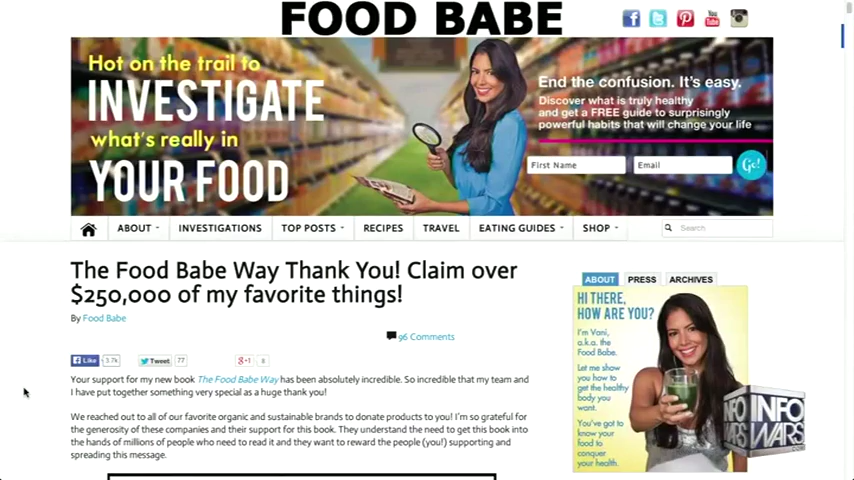 FOOD BABE
Hot on the trail to
INVESTIGATE
what's really in
YOUR FOOD
End the confusion. It's easy.
Discover what is truly healthy
and get a FREE guide to surprisingly
powerful habits that will change your life
First Name Email Go!
ABOUT INVESTIGATIONS TOP POSTS RECIPES TRAVEL EATING GUIDES SHOP Search
The Food Babe Way Thank You! Claim over
$250,000 of my favorite things!
By Food Babe
96 Comments
Like 3.7k Tweet 77 g+1 8
Your support for my new book The Food Babe Way has been absolutely incredible. So incredible that my team and
I have put together something very special as a huge thank you!
We reached out to all of our favorite organic and sustainable brands to donate products to you! I'm so grateful for
the generosity of these companies and their support for this book. They understand the need to get this book into
the hands of millions of people who need to read it and they want to reward the people (you!) supporting and
spreading this message.
ABOUT PRESS ARCHIVES
HI THERE,
HOW ARE YOU?
I'm Vani,
a.k.a. the
Food Babe.
Let me
show you
how to get
the healthy
body you
want.
You've got to
know your
food to
conquer
your health.
INFO
WARS
.COM